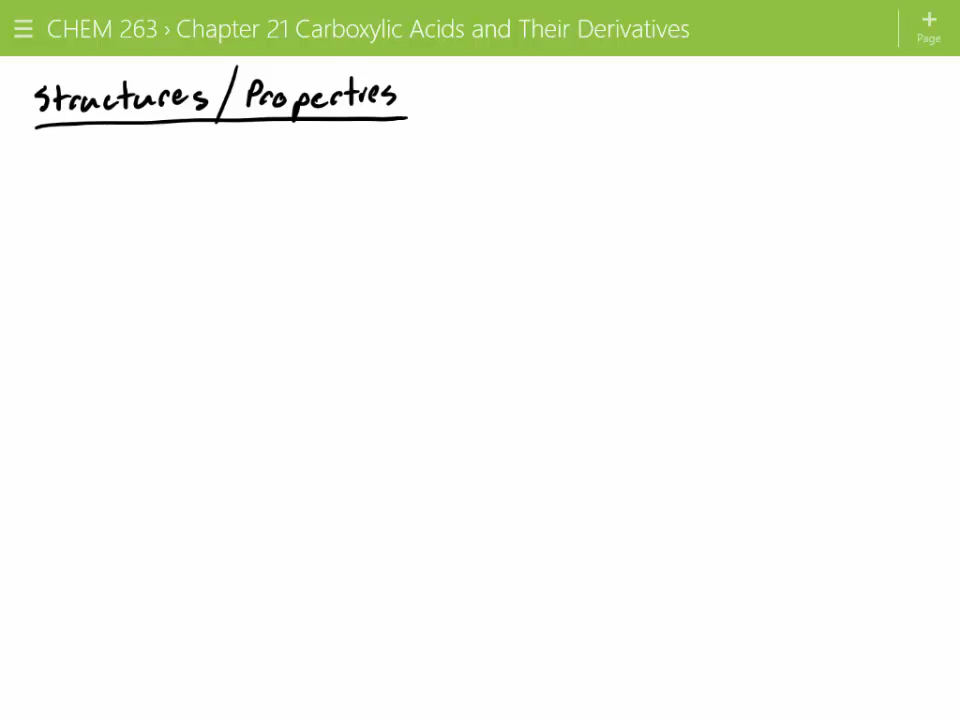 ☰ CHEM 263 › Chapter 21 Carboxylic Acids and Their Derivatives
+
Page
Structures / Properties